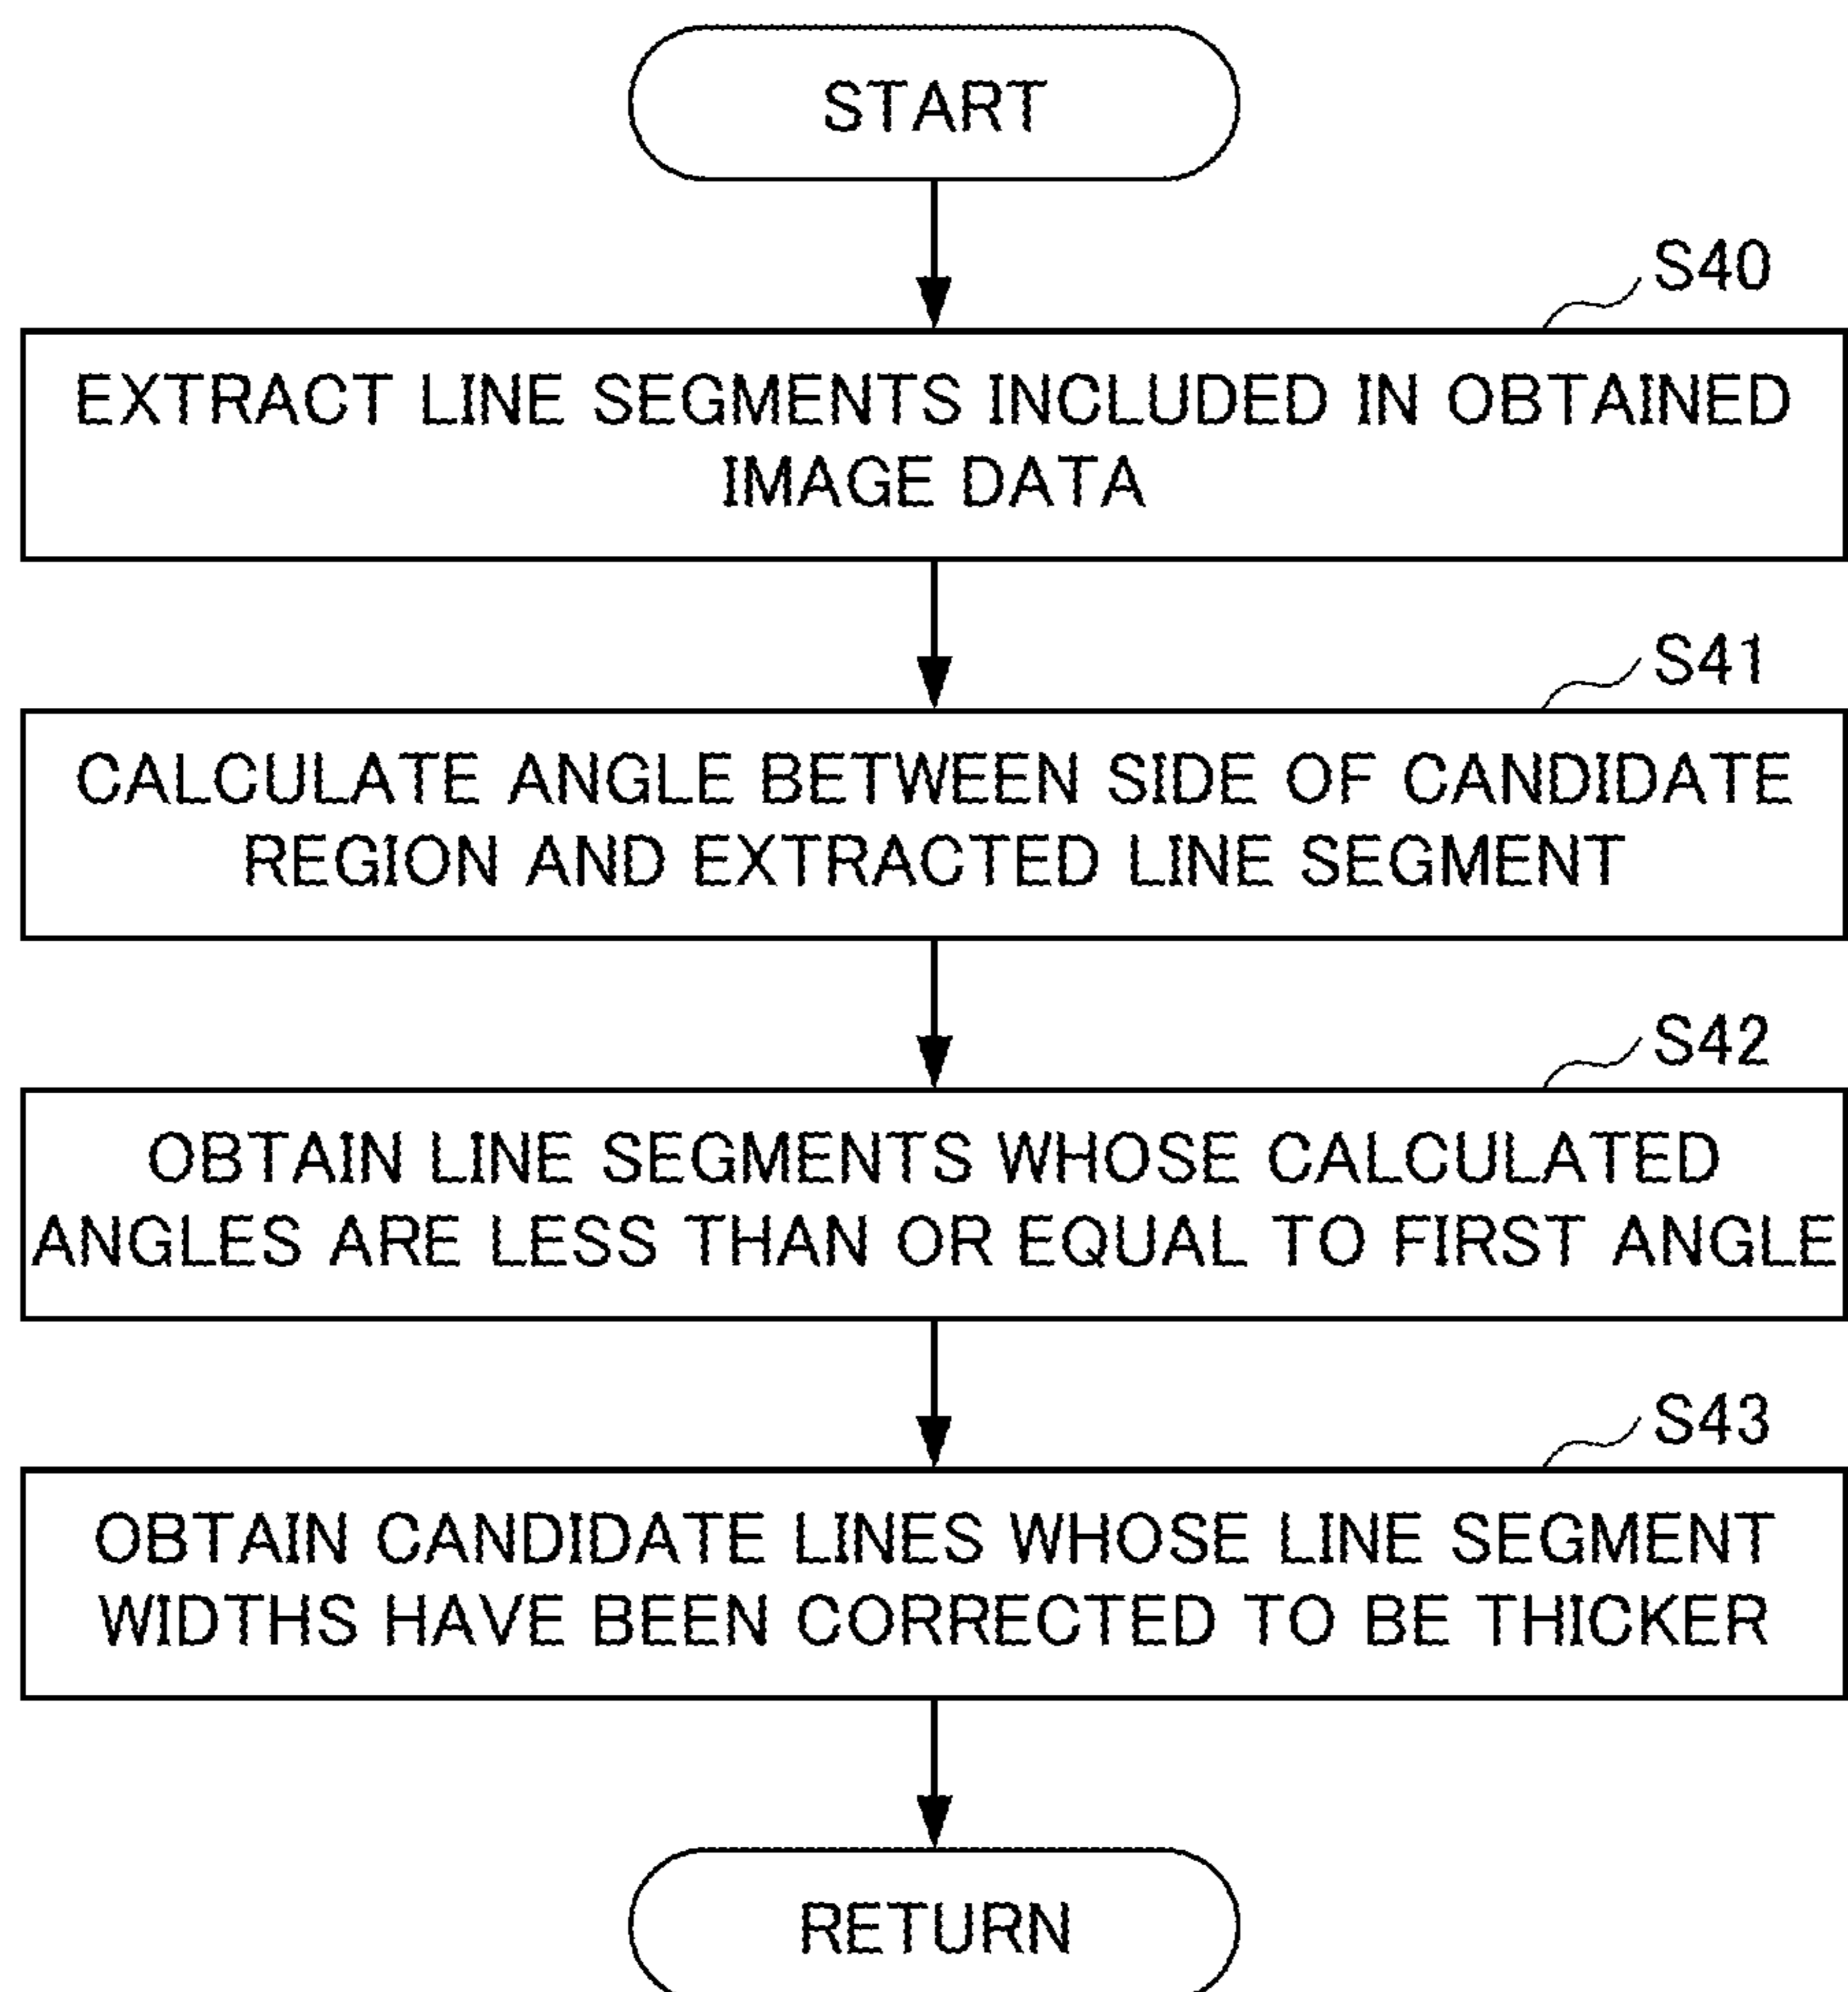 START
S40
EXTRACT LINE SEGMENTS INCLUDED IN OBTAINED
IMAGE DATA
S41
CALCULATE ANGLE BETWEEN SIDE OF CANDIDATE
REGION AND EXTRACTED LINE SEGMENT
S42
OBTAIN LINE SEGMENTS WHOSE CALCULATED
ANGLES ARE LESS THAN OR EQUAL TO FIRST ANGLE
S43
OBTAIN CANDIDATE LINES WHOSE LINE SEGMENT
WIDTHS HAVE BEEN CORRECTED TO BE THICKER
RETURN